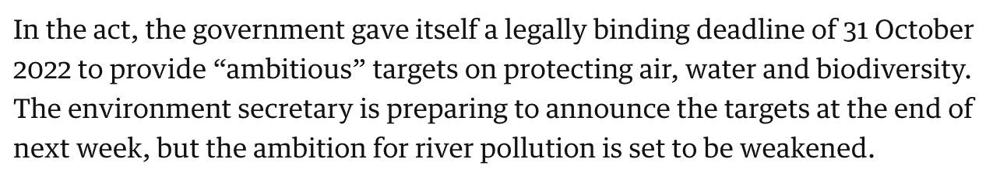 In the act, the government gave itself a legally binding deadline of 31 October
2022 to provide “ambitious” targets on protecting air, water and biodiversity.
The environment secretary is preparing to announce the targets at the end of
next week, but the ambition for river pollution is set to be weakened.